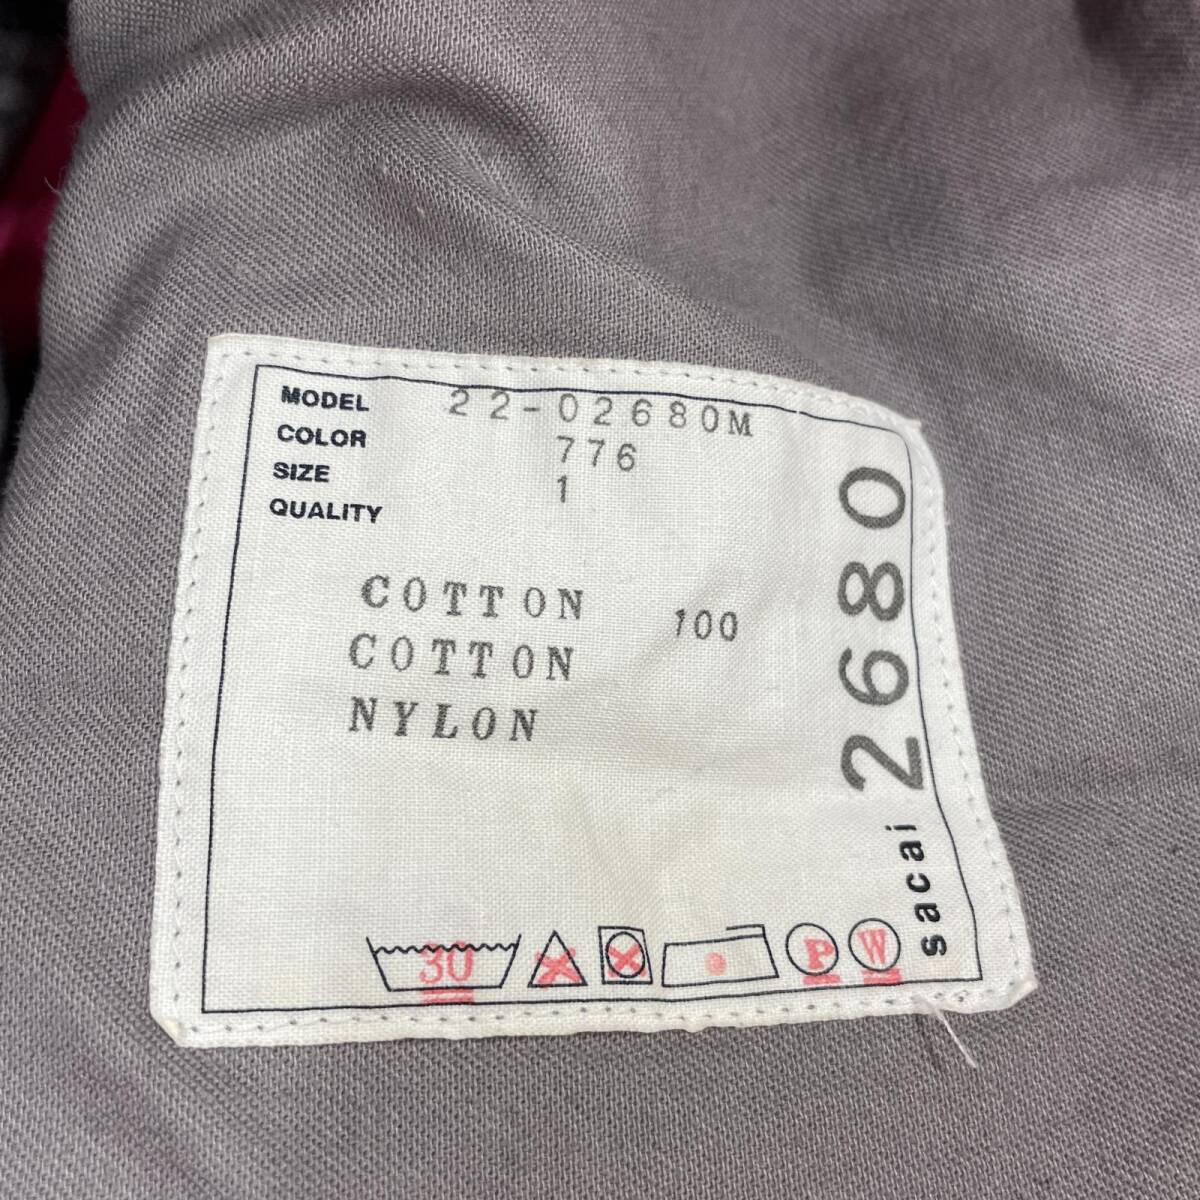 MODEL 22-02680M
COLOR 776
SIZE 1
QUALITY
COTTON 100
COTTON
NYLON
30
P W
sacai 2680